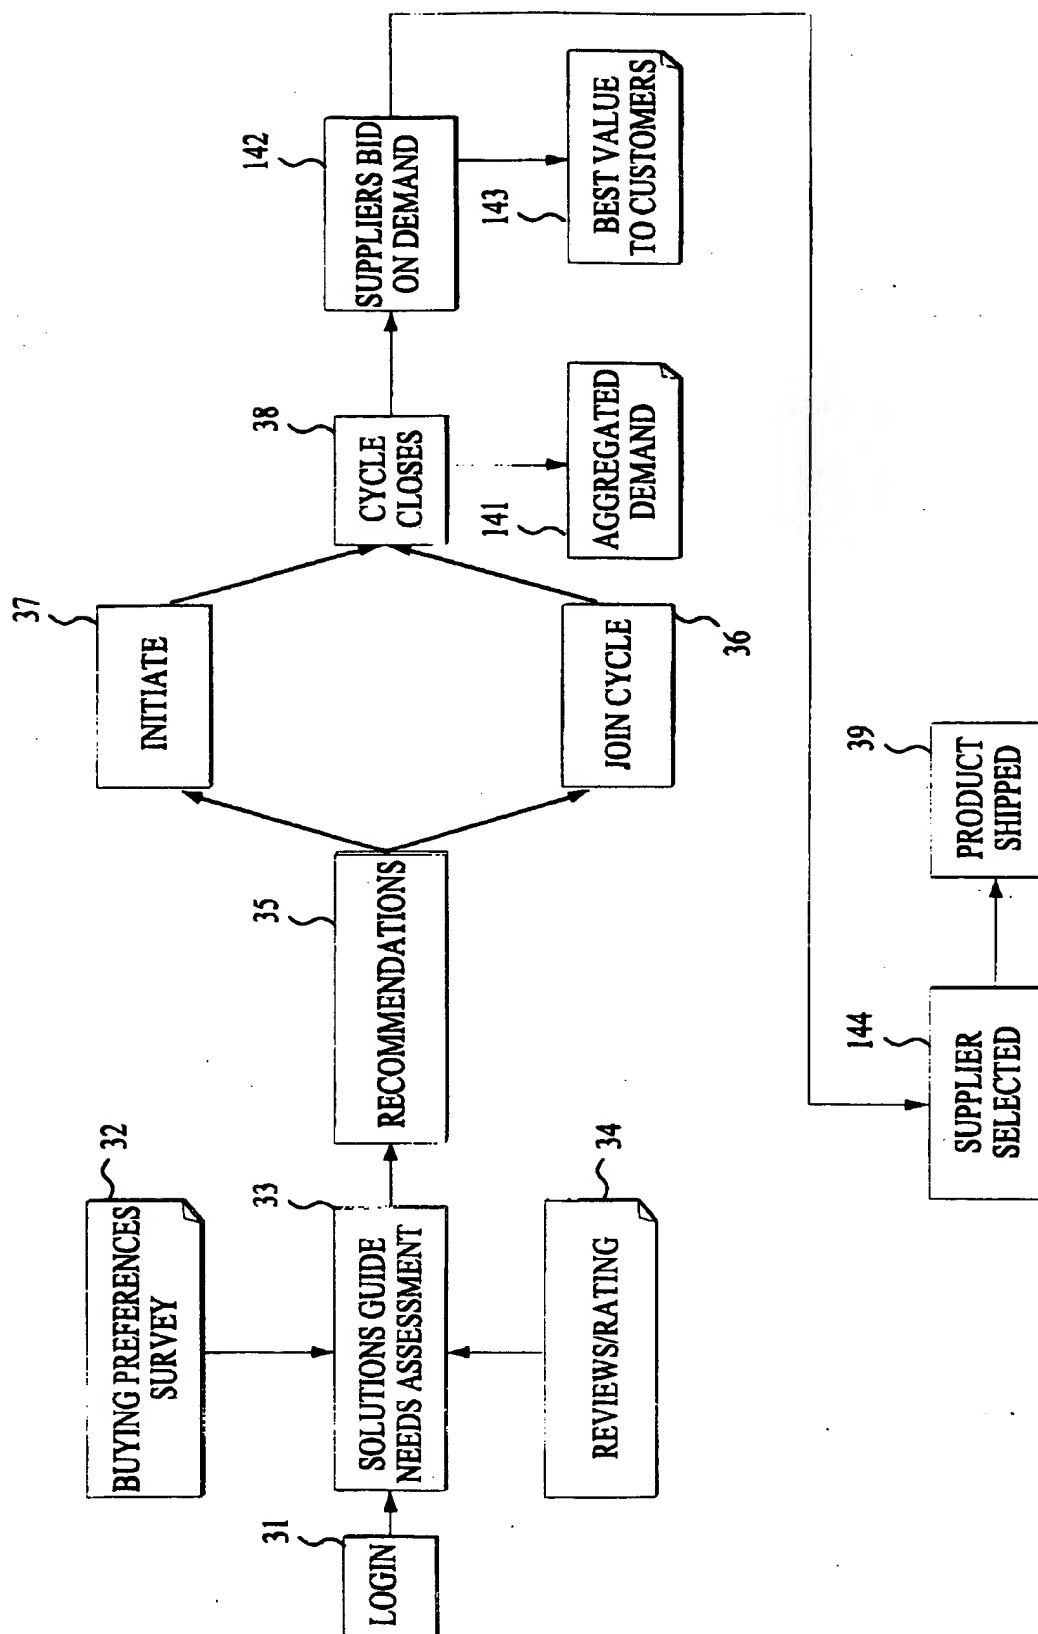 31
LOGIN
32
BUYING PREFERENCES
SURVEY
33
SOLUTIONS GUIDE
NEEDS ASSESSMENT
34
REVIEWS/RATING
35
RECOMMENDATIONS
37
INITIATE
JOIN CYCLE
36
38
CYCLE
CLOSES
141
AGGREGATED
DEMAND
142
SUPPLIERS BID
ON DEMAND
143
BEST VALUE
TO CUSTOMERS
144
SUPPLIER
SELECTED
39
PRODUCT
SHIPPED